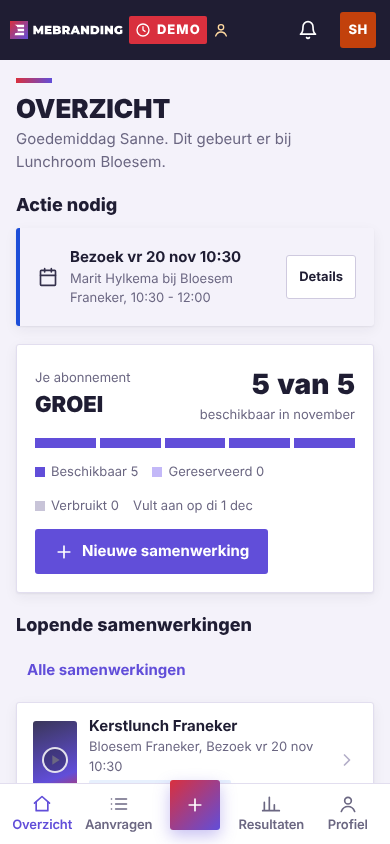 MEBRANDING
DEMO
SH
OVERZICHT
Goedemiddag Sanne. Dit gebeurt er bij
Lunchroom Bloesem.
Actie nodig
Bezoek vr 20 nov 10:30
Marit Hylkema bij Bloesem
Franeker, 10:30 - 12:00
Details
Je abonnement
GROEI
5 van 5
beschikbaar in november
Beschikbaar 5
Gereserveerd 0
Verbruikt 0
Vult aan op di 1 dec
Nieuwe samenwerking
Lopende samenwerkingen
Alle samenwerkingen
Kerstlunch Franeker
Bloesem Franeker, Bezoek vr 20 nov
10:30
Overzicht
Aanvragen
Resultaten
Profiel